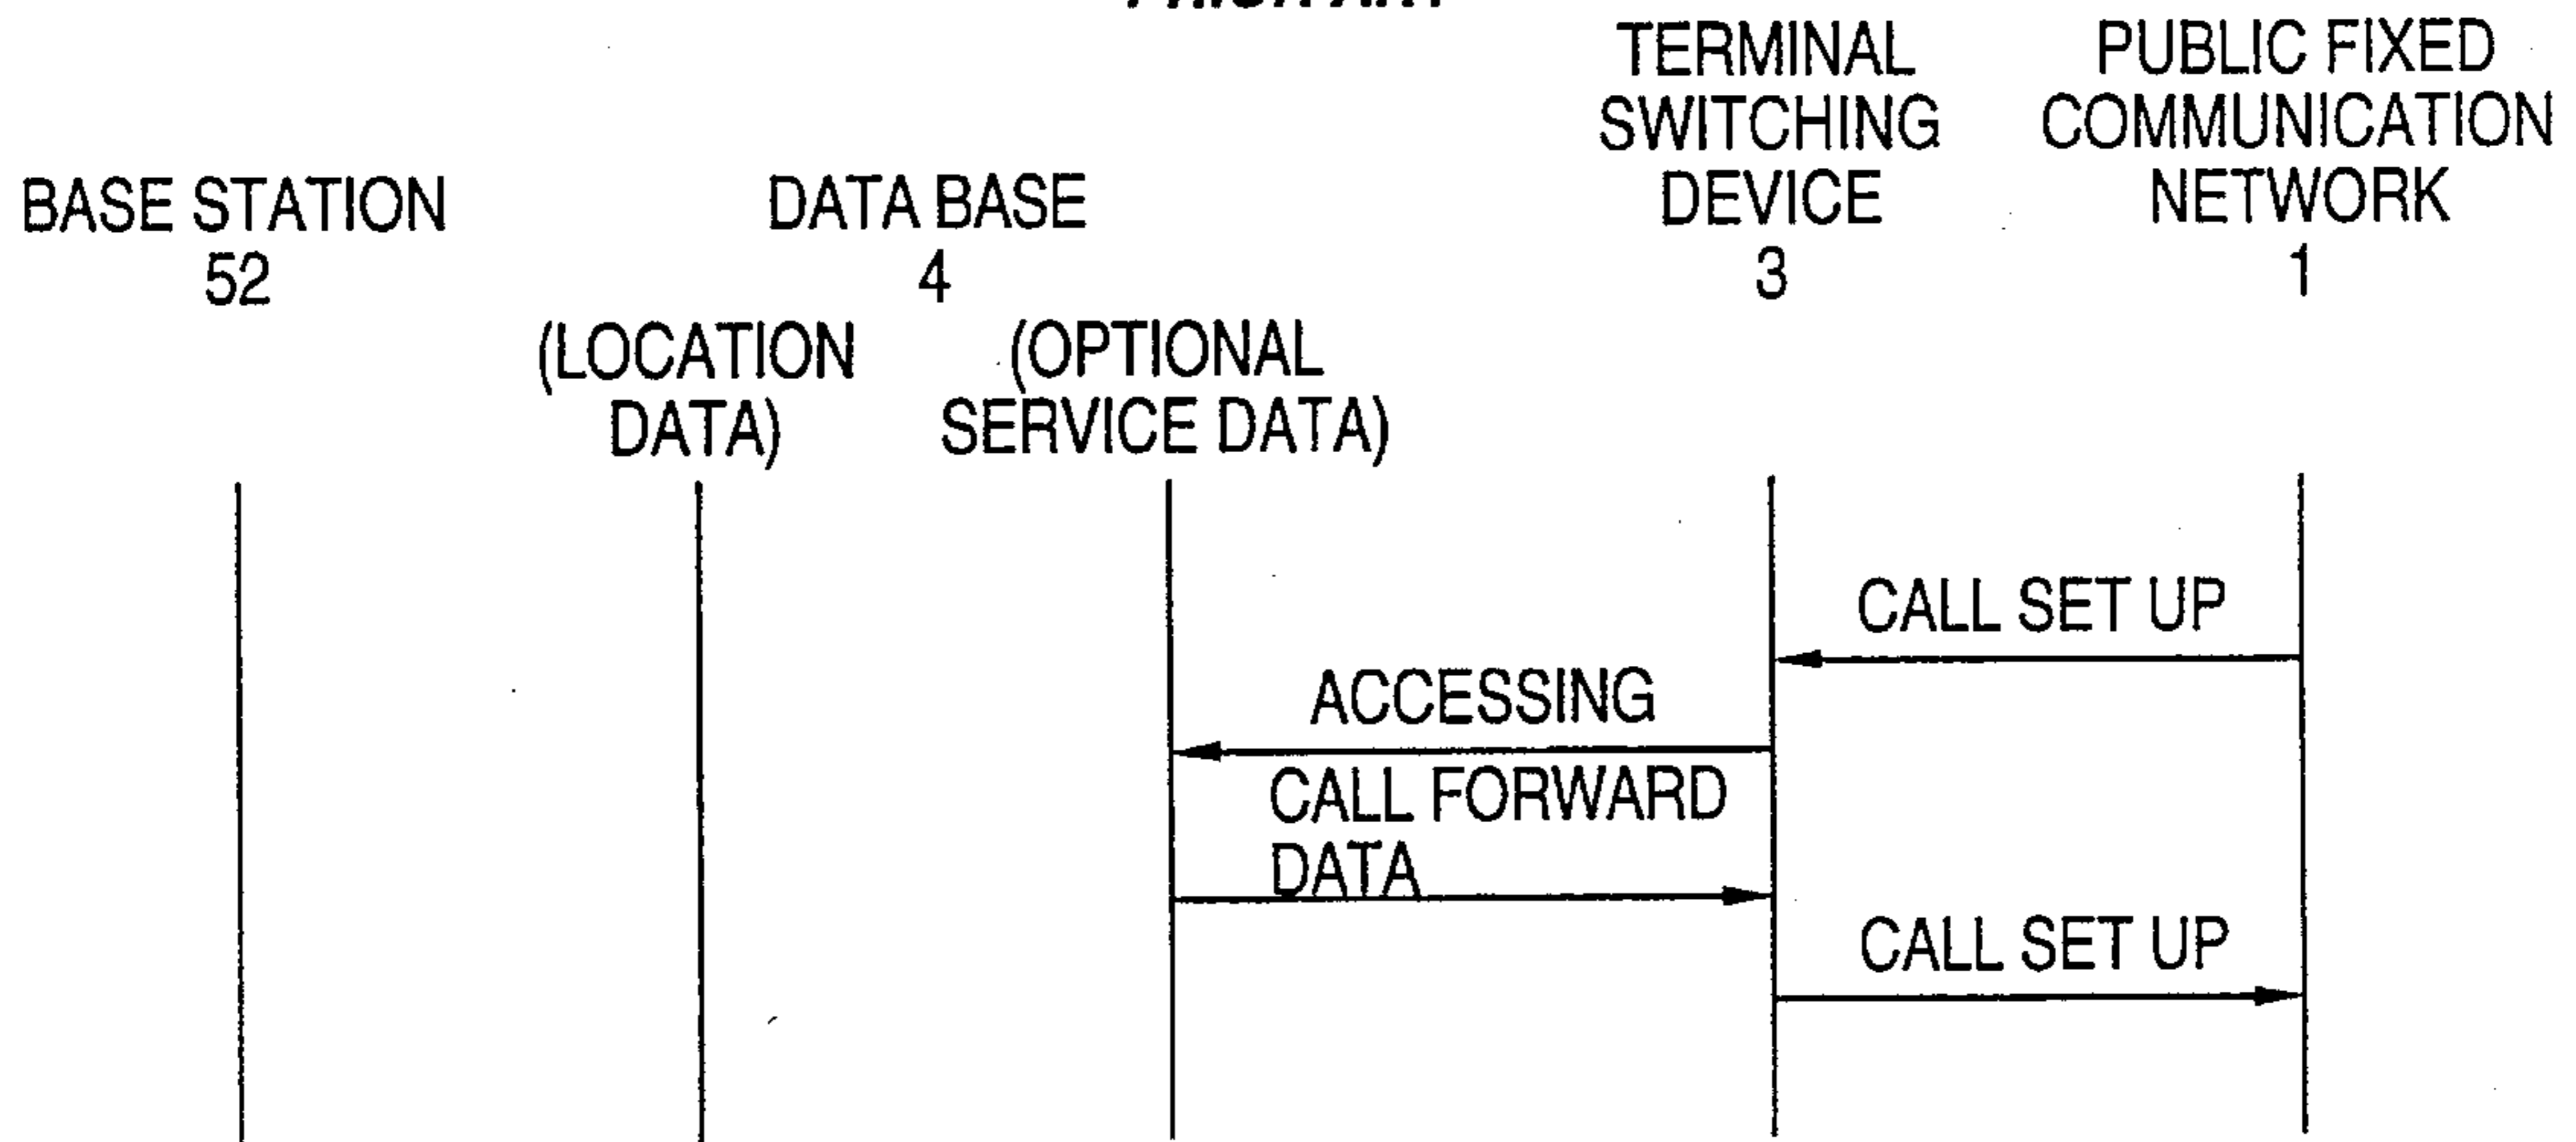 TERMINAL
SWITCHING
DEVICE
3
PUBLIC FIXED
COMMUNICATION
NETWORK
1
BASE STATION
52
DATA BASE
4
(LOCATION
DATA)
(OPTIONAL
SERVICE DATA)
CALL SET UP
ACCESSING
CALL FORWARD
DATA
CALL SET UP